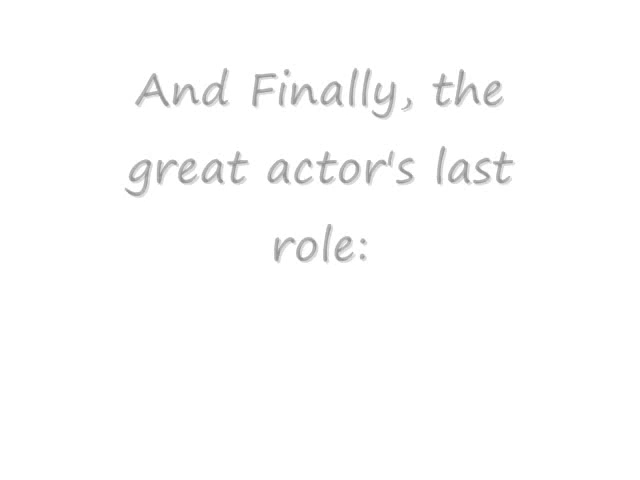 And Finally, the
great actor's last
role: